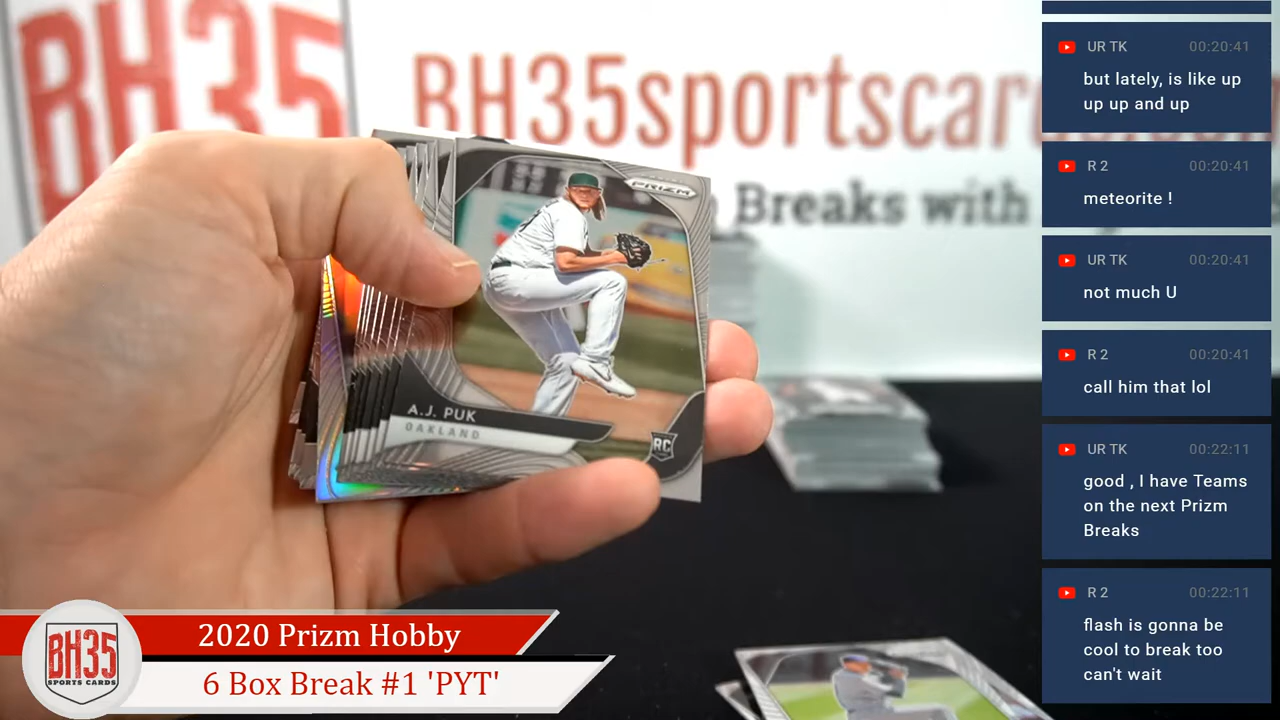 BH35
BH35sportscar
Breaks with
PRIZM
A.J. PUK
OAKLAND
RC
BH35
SPORTS CARDS
2020 Prizm Hobby
6 Box Break #1 'PYT'
UR TK 00:20:41
but lately, is like up
up up and up
R 2 00:20:41
meteorite !
UR TK 00:20:41
not much U
R 2 00:20:41
call him that lol
UR TK 00:22:11
good , I have Teams
on the next Prizm
Breaks
R 2 00:22:11
flash is gonna be
cool to break too
can't wait